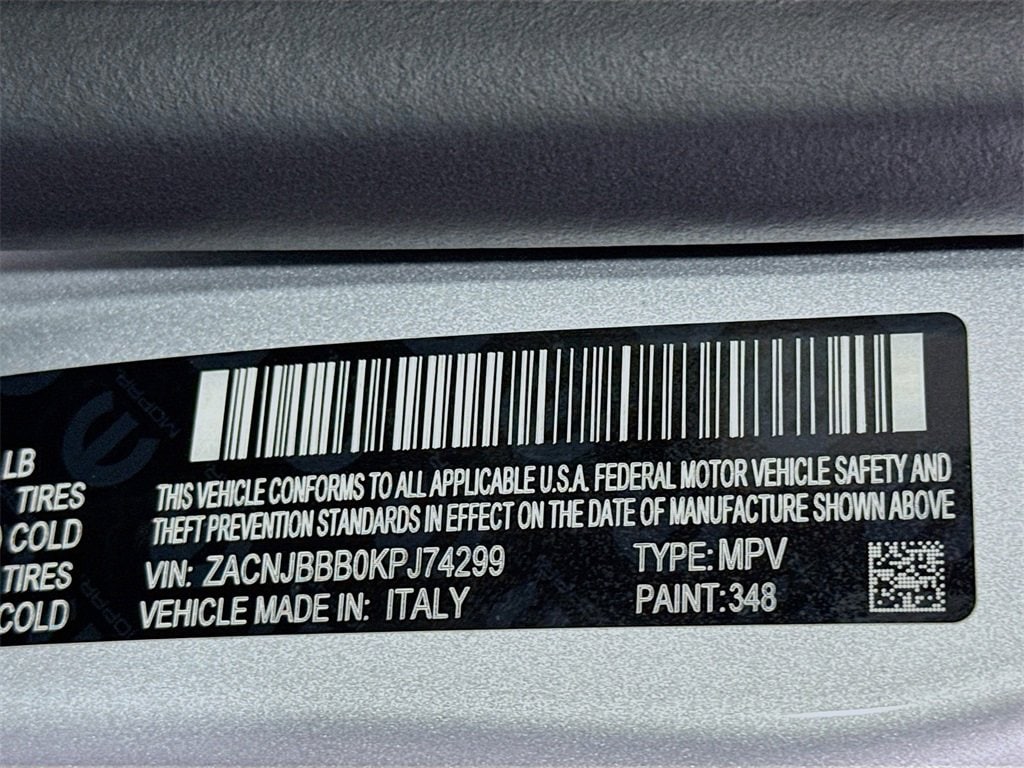 MOPAR
LB
TIRES
COLD
TIRES
COLD
THIS VEHICLE CONFORMS TO ALL APPLICABLE U.S.A. FEDERAL MOTOR VEHICLE SAFETY AND
THEFT PREVENTION STANDARDS IN EFFECT ON THE DATE OF MANUFACTURE SHOWN ABOVE
VIN: ZACNJBBB0KPJ74299 TYPE: MPV
VEHICLE MADE IN: ITALY PAINT: 348